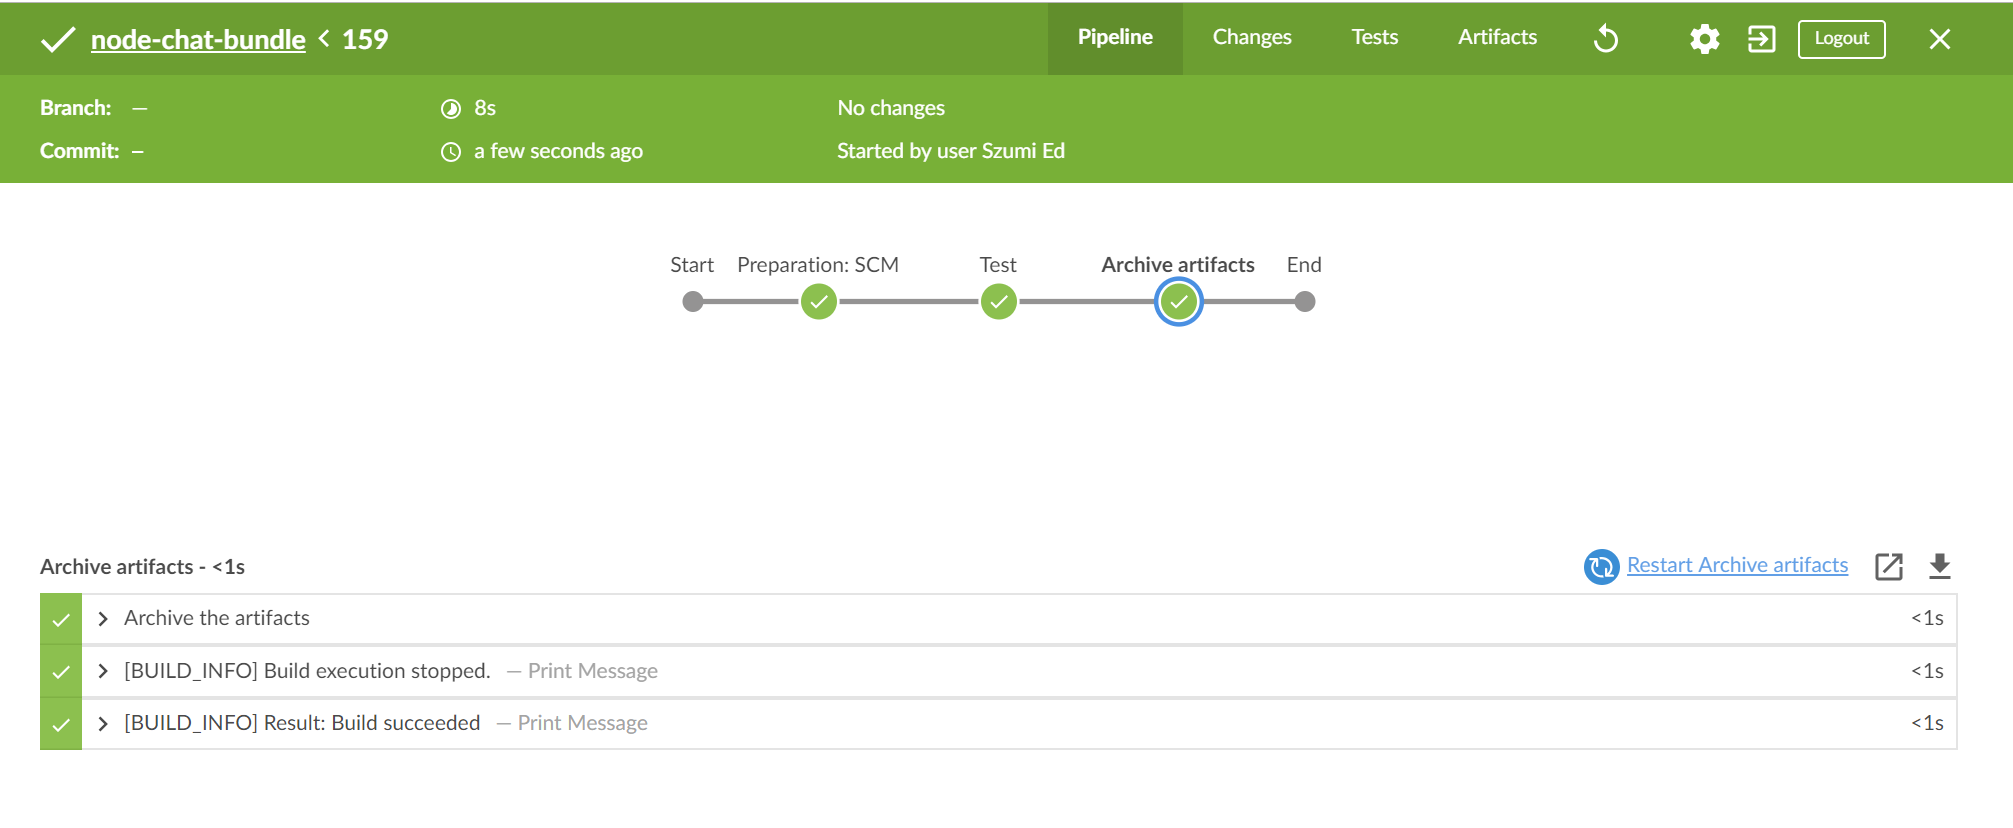 node-chat-bundle < 159 Pipeline Changes Tests Artifacts Logout
Branch: — 8s No changes
Commit: – a few seconds ago Started by user Szumi Ed
Start Preparation: SCM Test Archive artifacts End
Archive artifacts - <1s Restart Archive artifacts
Archive the artifacts <1s
[BUILD_INFO] Build execution stopped. — Print Message <1s
[BUILD_INFO] Result: Build succeeded — Print Message <1s